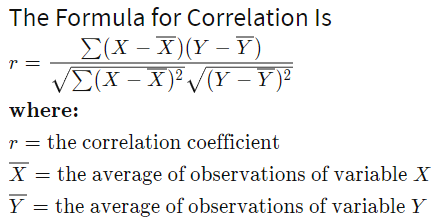 The Formula for Correlation Is
r = ∑(X − X̅)(Y − Y̅) / √∑(X − X̅)² √(Y − Y̅)²
where:
r = the correlation coefficient
X̅ = the average of observations of variable X
Y̅ = the average of observations of variable Y